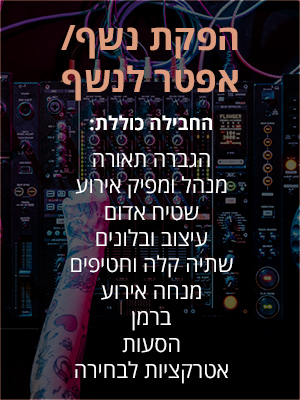 הפקת נשף/
אפטר לנשף
החבילה כוללת:
הגברה תאורה
מנהל ומפיק אירוע
שטיח אדום
עיצוב ובלונים
שתיה קלה וחטיפים
מנחה אירוע
ברמן
הסעות
אטרקציות לבחירה
FLANGER